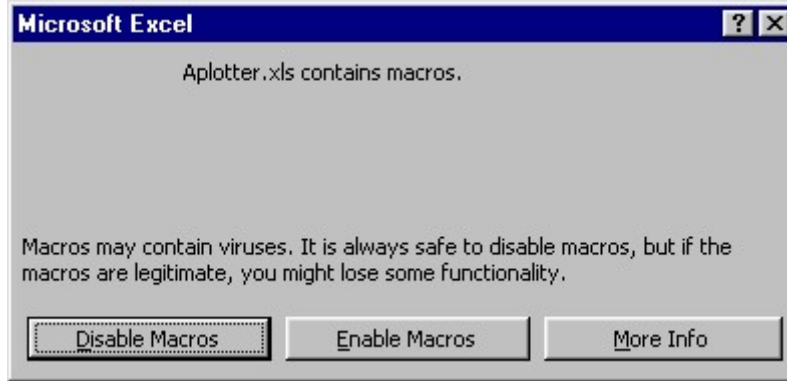 Microsoft Excel
Aplotter.xls contains macros.
Macros may contain viruses. It is always safe to disable macros, but if the
macros are legitimate, you might lose some functionality.
Disable Macros
Enable Macros
More Info